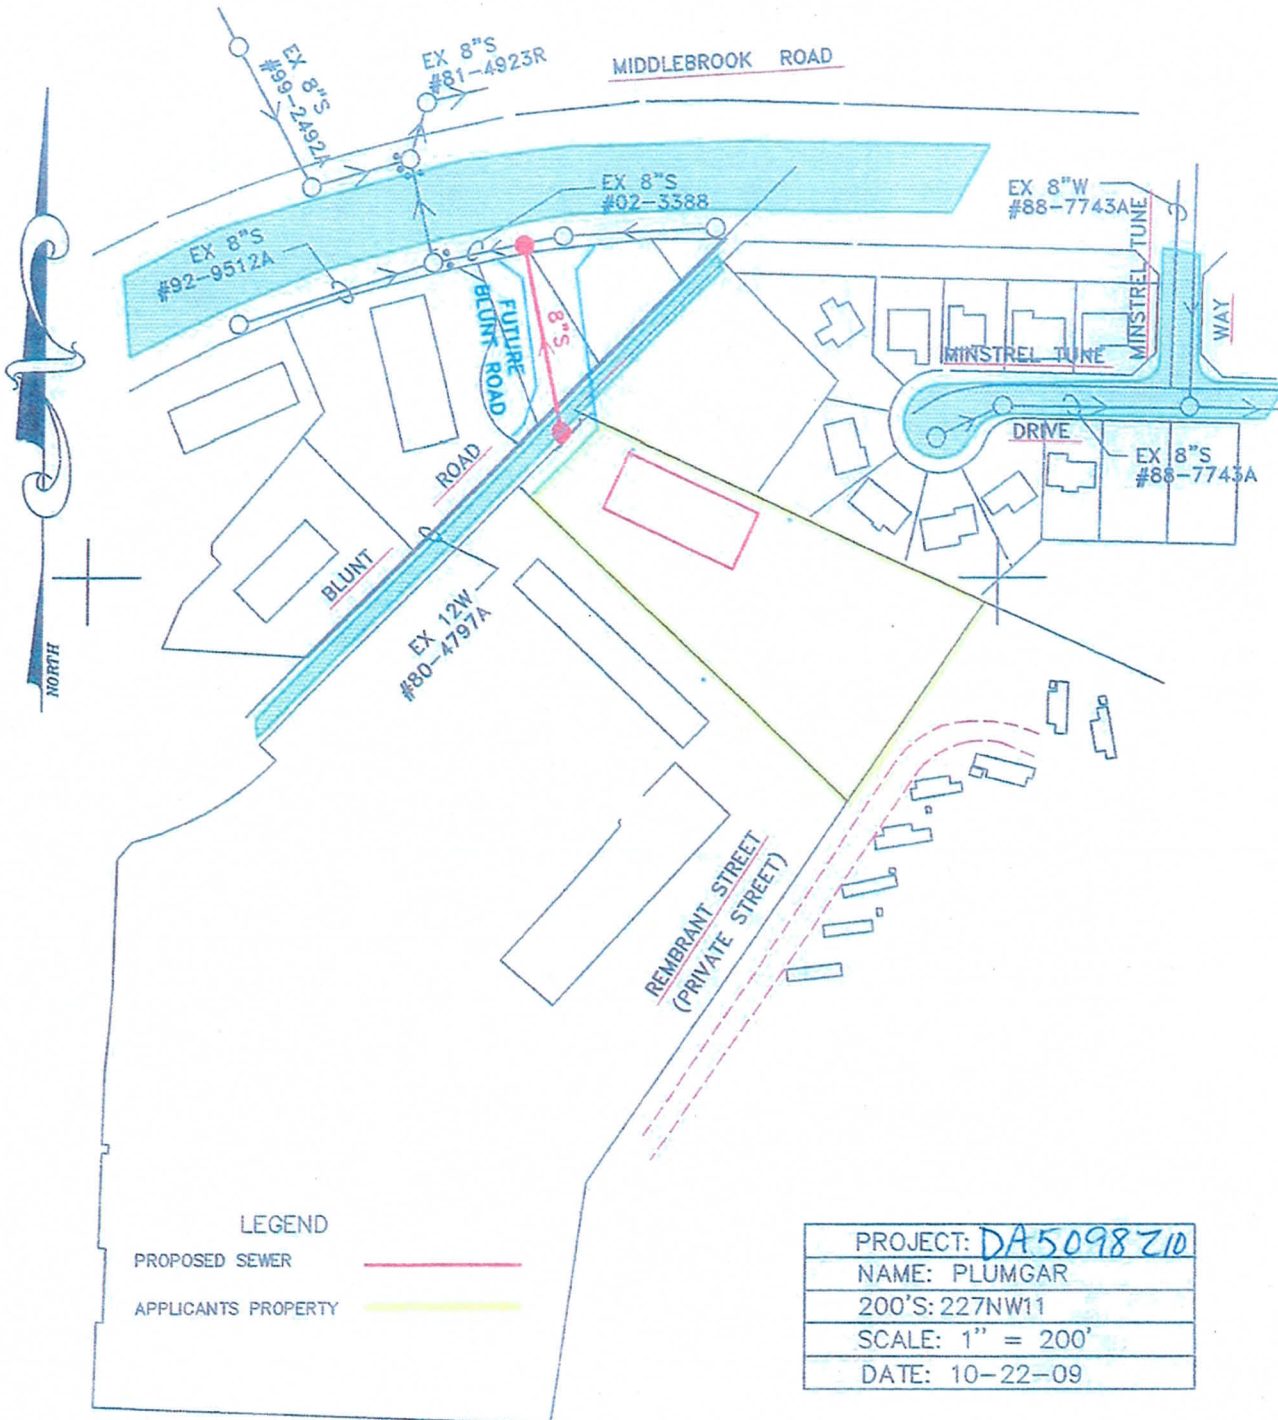 EX 8"S
#99-2492A
EX 8"S
#81-4923R
MIDDLEBROOK ROAD
EX 8"S
#02-3388
EX 8"W
#88-7743A
EX 8"S
#92-9512A
MINSTREL TUNE
WAY
FUTURE
BLUNT ROAD
8"S
MINSTREL TUNE
DRIVE
EX 8"S
#88-7743A
BLUNT ROAD
EX 12W
#80-4797A
NORTH
REMBRANT STREET
(PRIVATE STREET)
LEGEND
PROPOSED SEWER
APPLICANTS PROPERTY
PROJECT: DA5098Z10
NAME: PLUMGAR
200'S: 227NW11
SCALE: 1" = 200'
DATE: 10-22-09